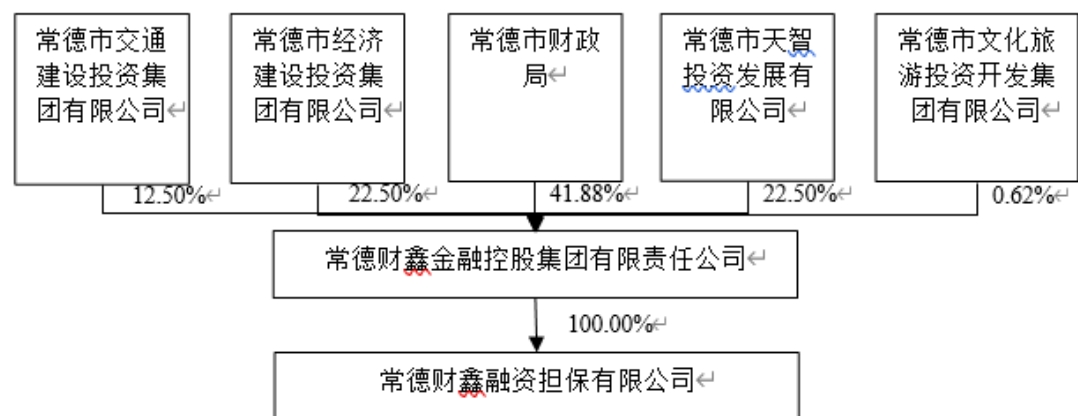 常德市交通
建设投资集
团有限公司
常德市经济
建设投资集
团有限公司
常德市财政
局
常德市天智
投资发展有
限公司
常德市文化旅
游投资开发集
团有限公司
12.50%
22.50%
41.88%
22.50%
0.62%
常德财鑫金融控股集团有限责任公司
100.00%
常德财鑫融资担保有限公司